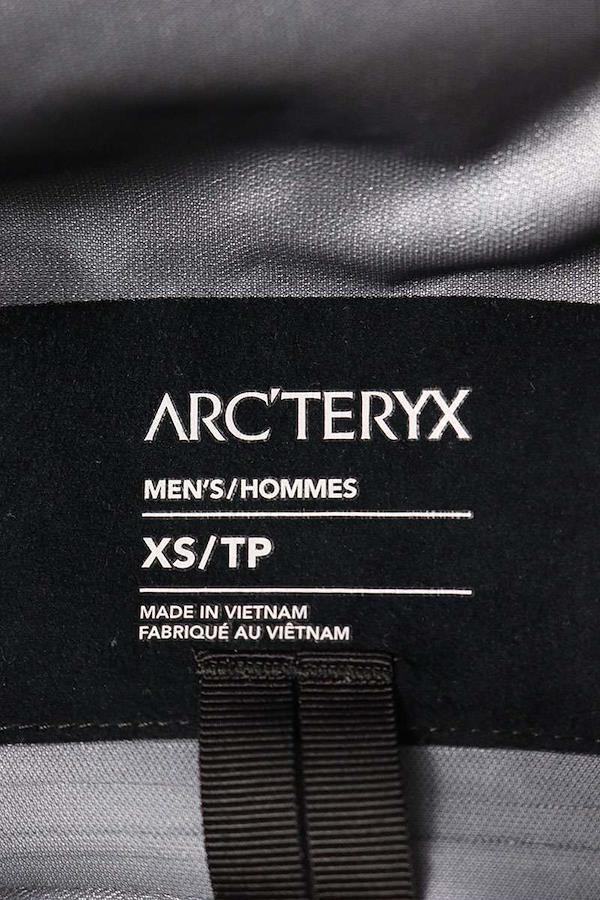 ARC'TERYX
MEN'S/HOMMES
XS/TP
MADE IN VIETNAM
FABRIQUÉ AU VIÊTNAM